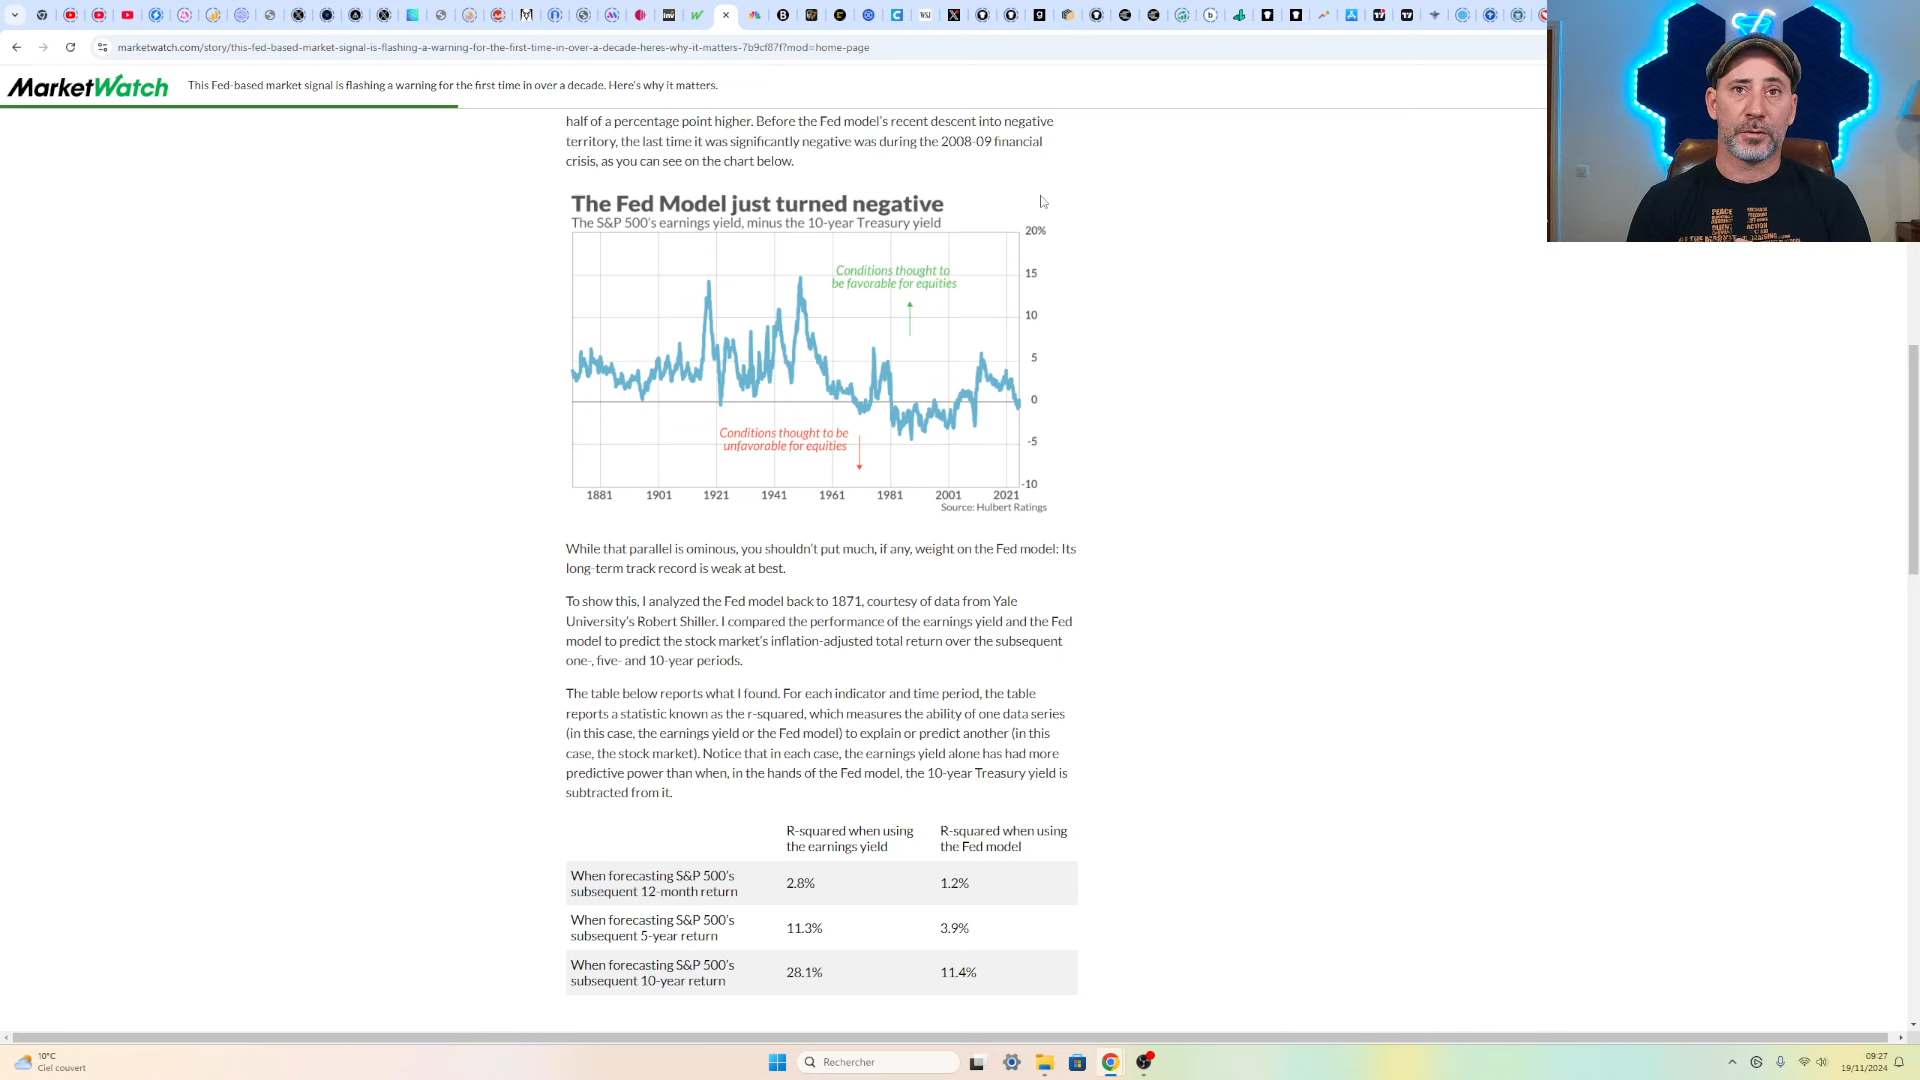 marketwatch.com/story/this-fed-based-market-signal-is-flashing-a-warning-for-the-first-time-in-over-a-decade-heres-why-it-matters-7b9cf87f?mod=home-page
MarketWatch
This Fed-based market signal is flashing a warning for the first time in over a decade. Here's why it matters.
half of a percentage point higher. Before the Fed model's recent descent into negative
territory, the last time it was significantly negative was during the 2008-09 financial
crisis, as you can see on the chart below.
The Fed Model just turned negative
The S&P 500's earnings yield, minus the 10-year Treasury yield
20%
15
10
5
0
-5
-10
Conditions thought to
be favorable for equities
Conditions thought to be
unfavorable for equities
1881 1901 1921 1941 1961 1981 2001 2021
Source: Hulbert Ratings
While that parallel is ominous, you shouldn't put much, if any, weight on the Fed model: Its
long-term track record is weak at best.
To show this, I analyzed the Fed model back to 1871, courtesy of data from Yale
University's Robert Shiller. I compared the performance of the earnings yield and the Fed
model to predict the stock market's inflation-adjusted total return over the subsequent
one-, five- and 10-year periods.
The table below reports what I found. For each indicator and time period, the table
reports a statistic known as the r-squared, which measures the ability of one data series
(in this case, the earnings yield or the Fed model) to explain or predict another (in this
case, the stock market). Notice that in each case, the earnings yield alone has had more
predictive power than when, in the hands of the Fed model, the 10-year Treasury yield is
subtracted from it.
R-squared when using
the earnings yield
R-squared when using
the Fed model
When forecasting S&P 500's
subsequent 12-month return
2.8%
1.2%
When forecasting S&P 500's
subsequent 5-year return
11.3%
3.9%
When forecasting S&P 500's
subsequent 10-year return
28.1%
11.4%
PEACE
ACTION
10°C
Ciel couvert
Rechercher
09:27
19/11/2024